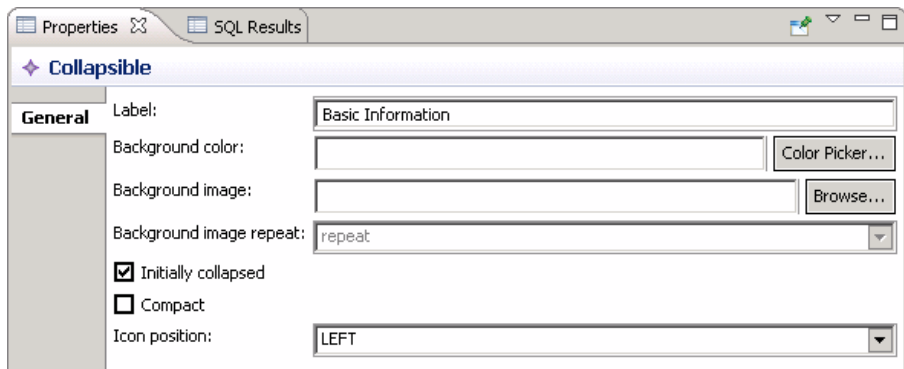 Properties SQL Results
Collapsible
General
Label: Basic Information
Background color: Color Picker...
Background image: Browse...
Background image repeat: repeat
Initially collapsed
Compact
Icon position: LEFT